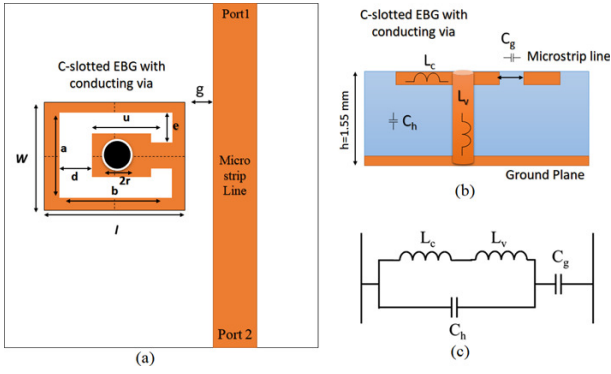 Port1
C-slotted EBG with
conducting via
g
u
e
W
a
d
2r
b
l
Micro
strip
Line
Port 2
(a)
C-slotted EBG with
conducting via
Cg
Microstrip line
Lc
Lv
h=1.55 mm
Ch
Ground Plane
(b)
Lc
Lv
Cg
Ch
(c)